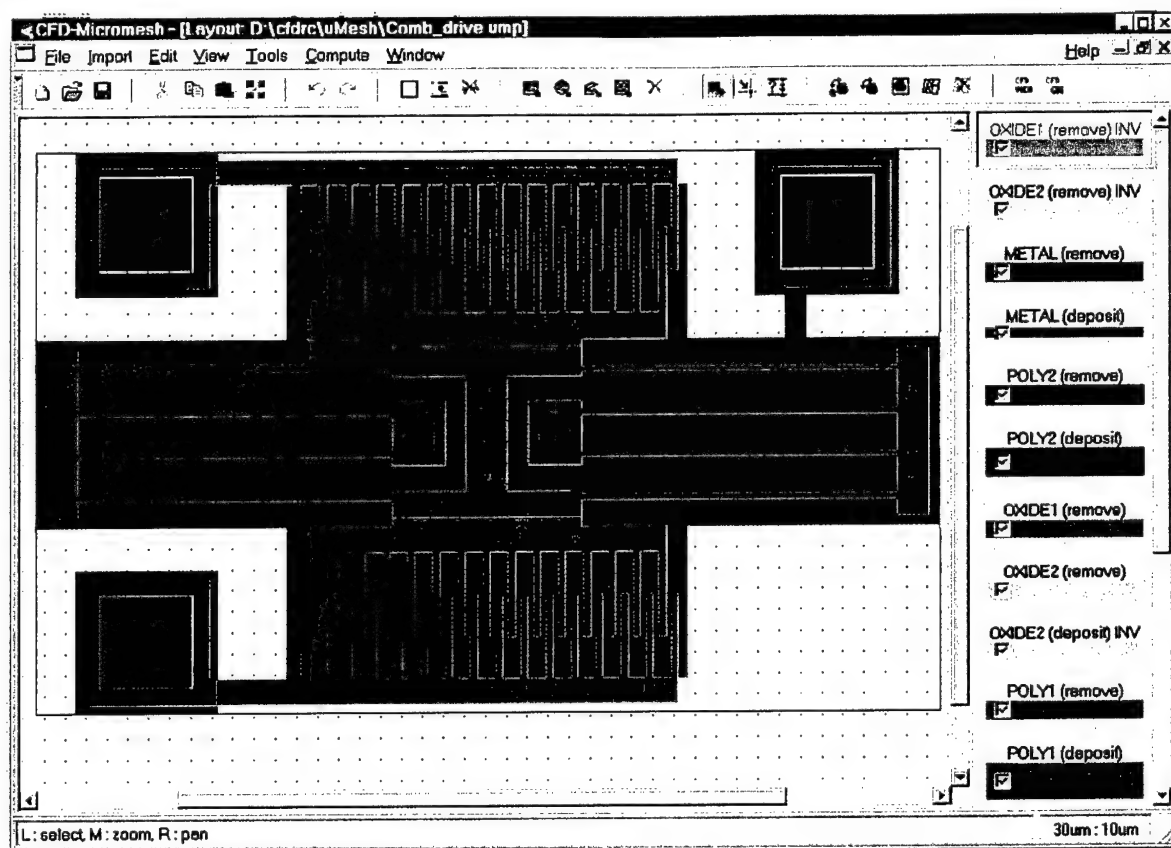 CFD-Micromesh - [Layout: D:\cfdrc\uMesh\Comb_drive.ump]
File Import Edit View Tools Compute Window Help
OXIDE1 (remove) INV
OXIDE2 (remove) INV
METAL (remove)
METAL (deposit)
POLY2 (remove)
POLY2 (deposit)
OXIDE1 (remove)
OXIDE2 (remove)
OXIDE2 (deposit) INV
POLY1 (remove)
POLY1 (deposit)
L : select, M : zoom, R : pan
30um : 10um